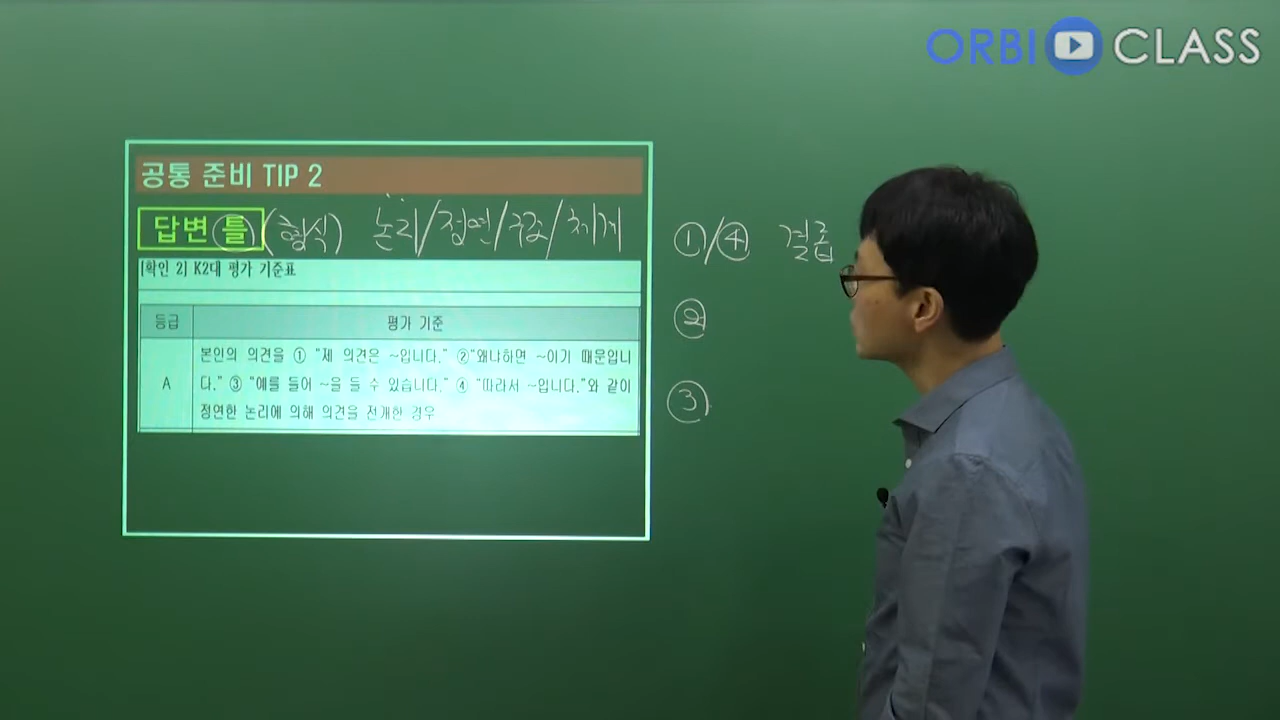 ORBI CLASS
공통 준비 TIP 2
답변 틀 (형식) 논리/정연/구조/체계
①/④ 결론
[확인 2] K2대 평가 기준표
②
등급 평가 기준
본인의 의견을 ① "제 의견은 ~입니다." ②"왜냐하면 ~이기 때문입니
A 다." ③ "예를 들어 ~을 들 수 있습니다." ④ "따라서 ~입니다."와 같이
정연한 논리에 의해 의견을 전개한 경우
③